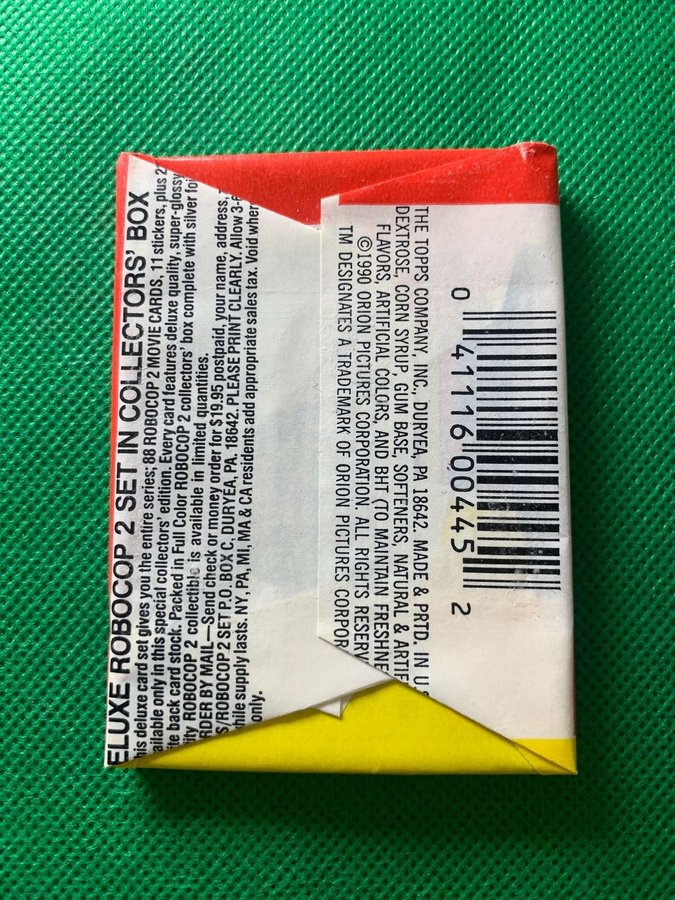 ELUXE ROBOCOP 2 SET IN COLLECTORS' BOX
his deluxe card set gives you the entire series; 88 ROBOCOP 2 MOVIE CARDS, 11 stickers, plus 2
ailable only in this special collectors' edition. Every card features deluxe quality, super-glossy
ite back card stock. Packed in Full Color ROBOCOP 2 collectors' box complete with silver foi
ity ROBOCOP 2 collectible is available in limited quantities.
RDER BY MAIL—Send check or money order for $19.95 postpaid, your name, address,
S/ROBOCOP 2 SET P.O. BOX C, DURYEA, PA. 18642. PLEASE PRINT CLEARLY. Allow 3-6
hile supply lasts. NY, PA, MI, MA & CA residents add appropriate sales tax. Void wher
only.
THE TOPPS COMPANY, INC., DURYEA, PA 18642. MADE & PRTD. IN U.S
DEXTROSE, CORN SYRUP, GUM BASE, SOFTENERS, NATURAL & ARTIF
FLAVORS, ARTIFICIAL COLORS, AND BHT (TO MAINTAIN FRESHNE
©1990 ORION PICTURES CORPORATION. ALL RIGHTS RESERV
TM DESIGNATES A TRADEMARK OF ORION PICTURES CORPOR
0 41116 00445 2